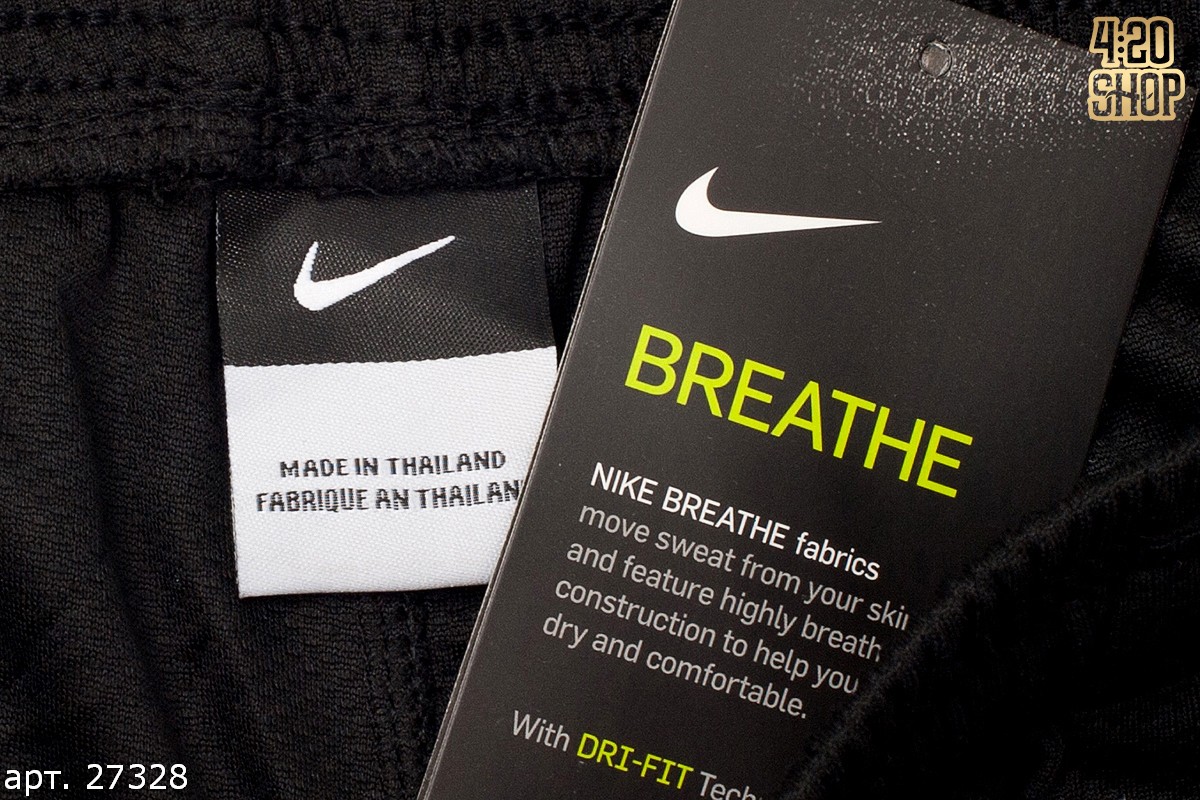 4:20
SHOP
MADE IN THAILAND
FABRIQUE AN THAILAN
BREATHE
NIKE BREATHE fabrics
move sweat from your skin
and feature highly breath
construction to help you
dry and comfortable.
With DRI-FIT Tech
арт. 27328